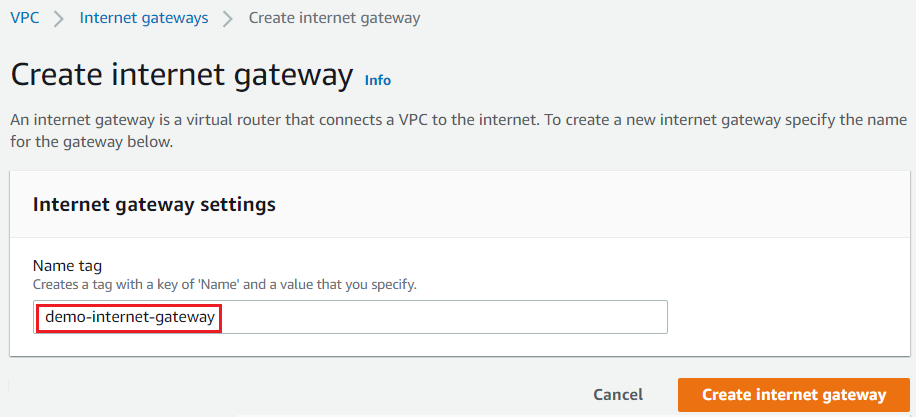 VPC > Internet gateways > Create internet gateway
Create internet gateway Info
An internet gateway is a virtual router that connects a VPC to the internet. To create a new internet gateway specify the name
for the gateway below.
Internet gateway settings
Name tag
Creates a tag with a key of 'Name' and a value that you specify.
demo-internet-gateway
Cancel Create internet gateway